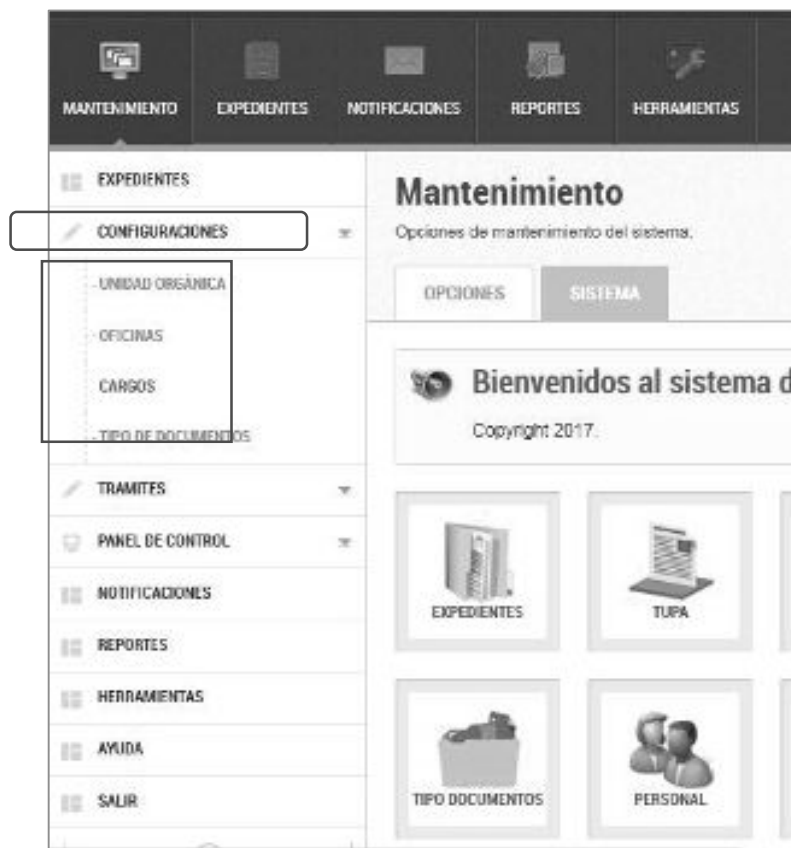 MANTENIMIENTO
EXPEDIENTES
NOTIFICACIONES
REPORTES
HERRAMIENTAS
EXPEDIENTES
CONFIGURACIONES
- UNIDAD ORGÁNICA
- OFICINAS
CARGOS
- TIPO DE DOCUMENTOS
TRAMITES
PANEL DE CONTROL
NOTIFICACIONES
REPORTES
HERRAMIENTAS
AYUDA
SALIR
Mantenimiento
Opciones de mantenimiento del sistema.
OPCIONES
SISTEMA
Bienvenidos al sistema d
Copyright 2017.
EXPEDIENTES
TUPA
TIPO DOCUMENTOS
PERSONAL